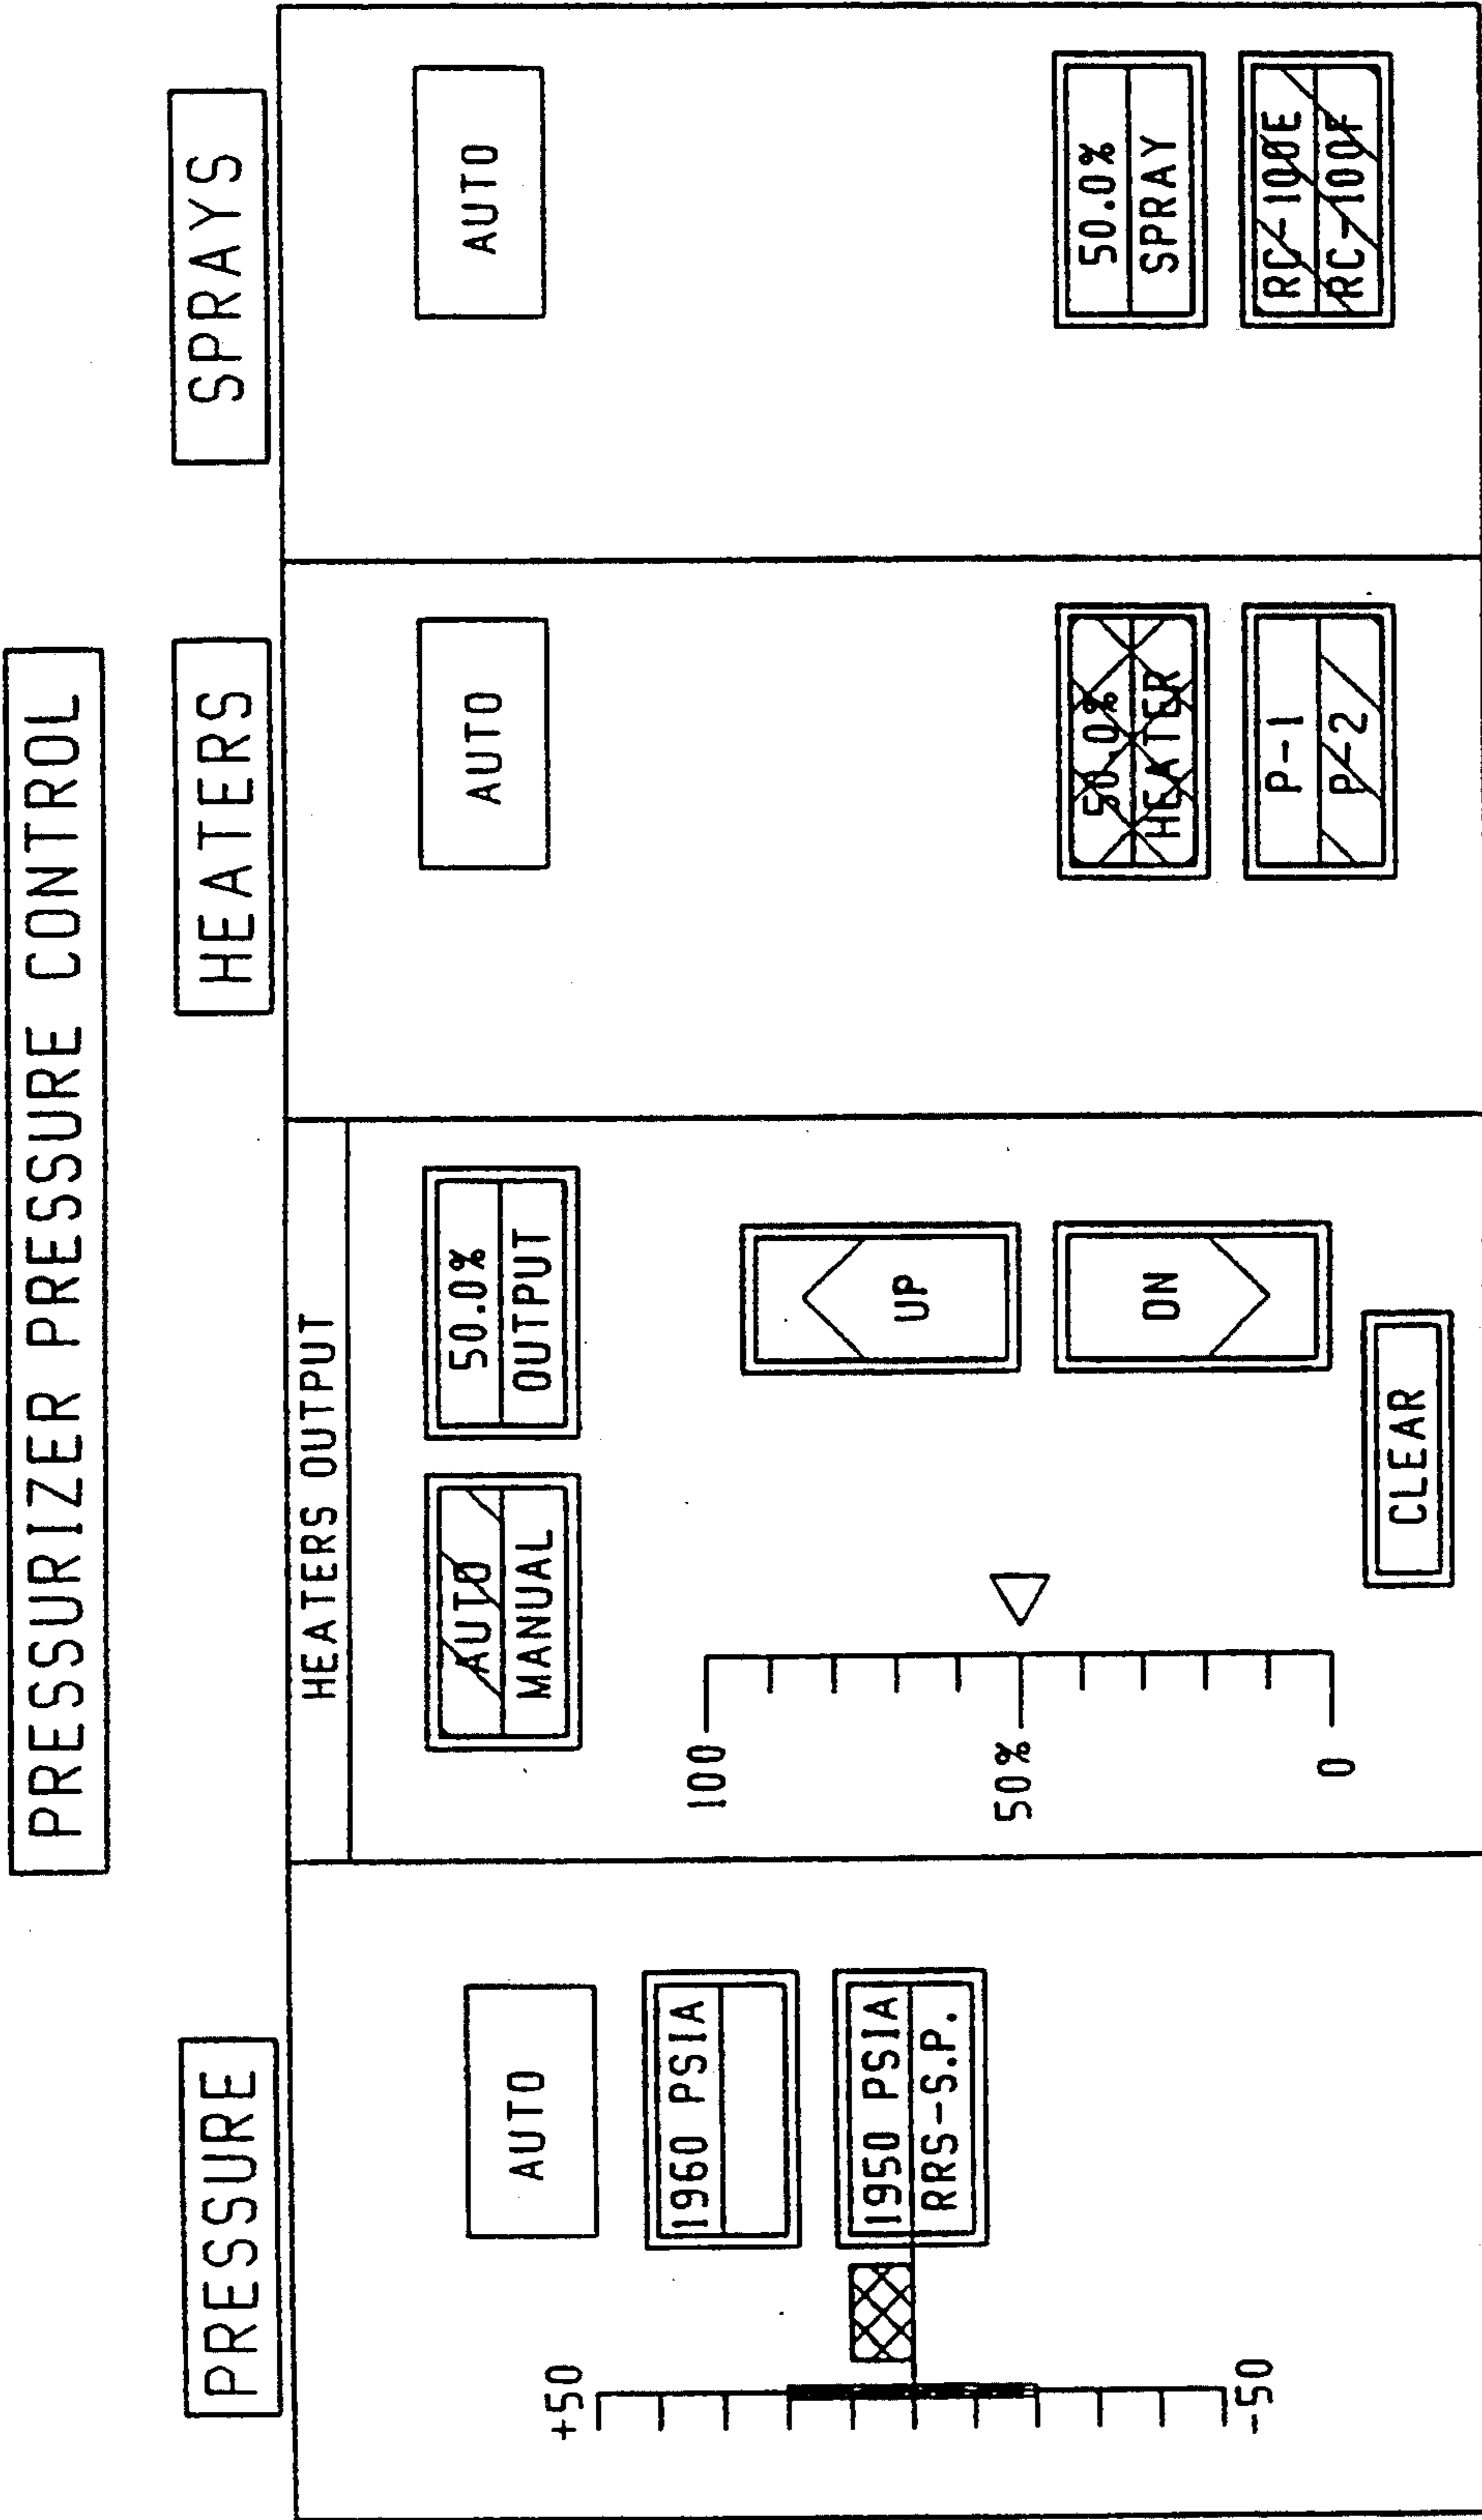 PRESSURIZER PRESSURE CONTROL
PRESSURE
HEATERS
SPRAYS
AUTO
1960 PSIA
1950 PSIA
RRS-S.P.
+50
-50
HEATERS OUTPUT
AUTO
MANUAL
50.0%
OUTPUT
100
50%
0
UP
ON
CLEAR
AUTO
50.0%
HEATER
P-1
P-2
AUTO
50.0%
SPRAY
RC-100E
RC-100F